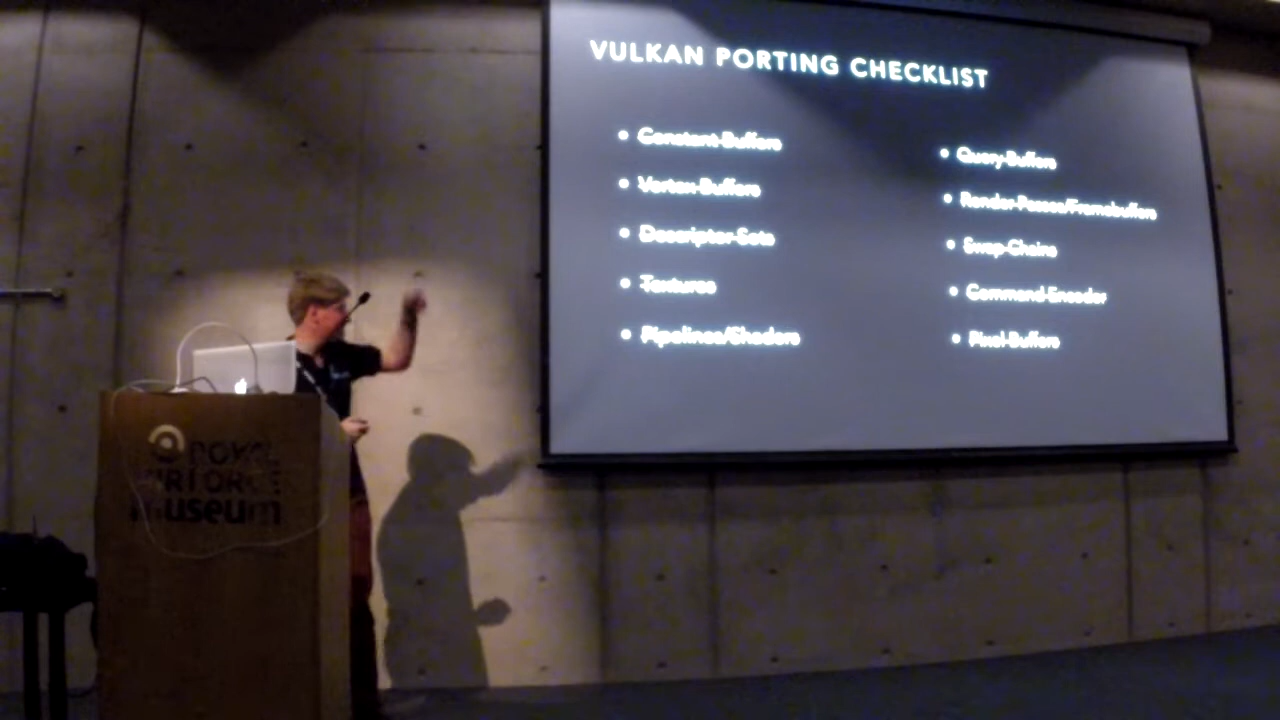 VULKAN PORTING CHECKLIST
Constant Buffers
Vertex Buffers
Descriptor Sets
Textures
Pipelines/Shaders
Query Buffers
Render Passes/Framebuffers
Swap Chains
Command Encoder
Pixel Buffers
ROYAL
AIR FORCE
museum